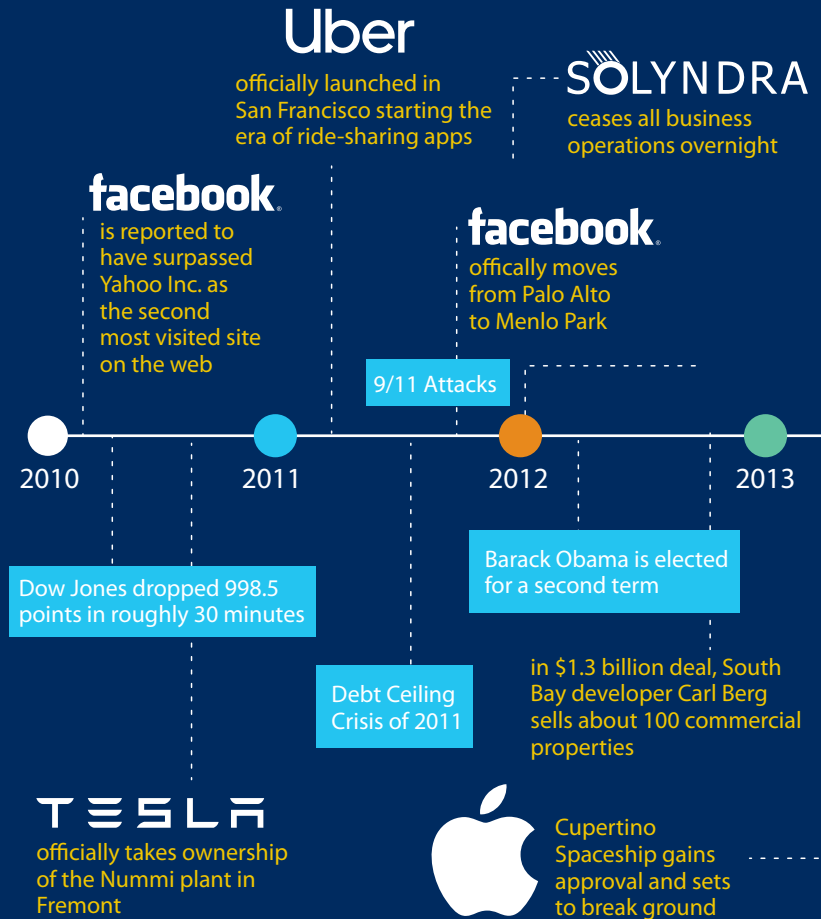 Uber
officially launched in
San Francisco starting the
era of ride-sharing apps
SOLYNDRA
ceases all business
operations overnight
facebook®
is reported to
have surpassed
Yahoo Inc. as
the second
most visited site
on the web
facebook®
offically moves
from Palo Alto
to Menlo Park
9/11 Attacks
2010
2011
2012
2013
Dow Jones dropped 998.5
points in roughly 30 minutes
Barack Obama is elected
for a second term
Debt Ceiling
Crisis of 2011
in $1.3 billion deal, South
Bay developer Carl Berg
sells about 100 commercial
properties
TESLA
officially takes ownership
of the Nummi plant in
Fremont
Cupertino
Spaceship gains
approval and sets
to break ground